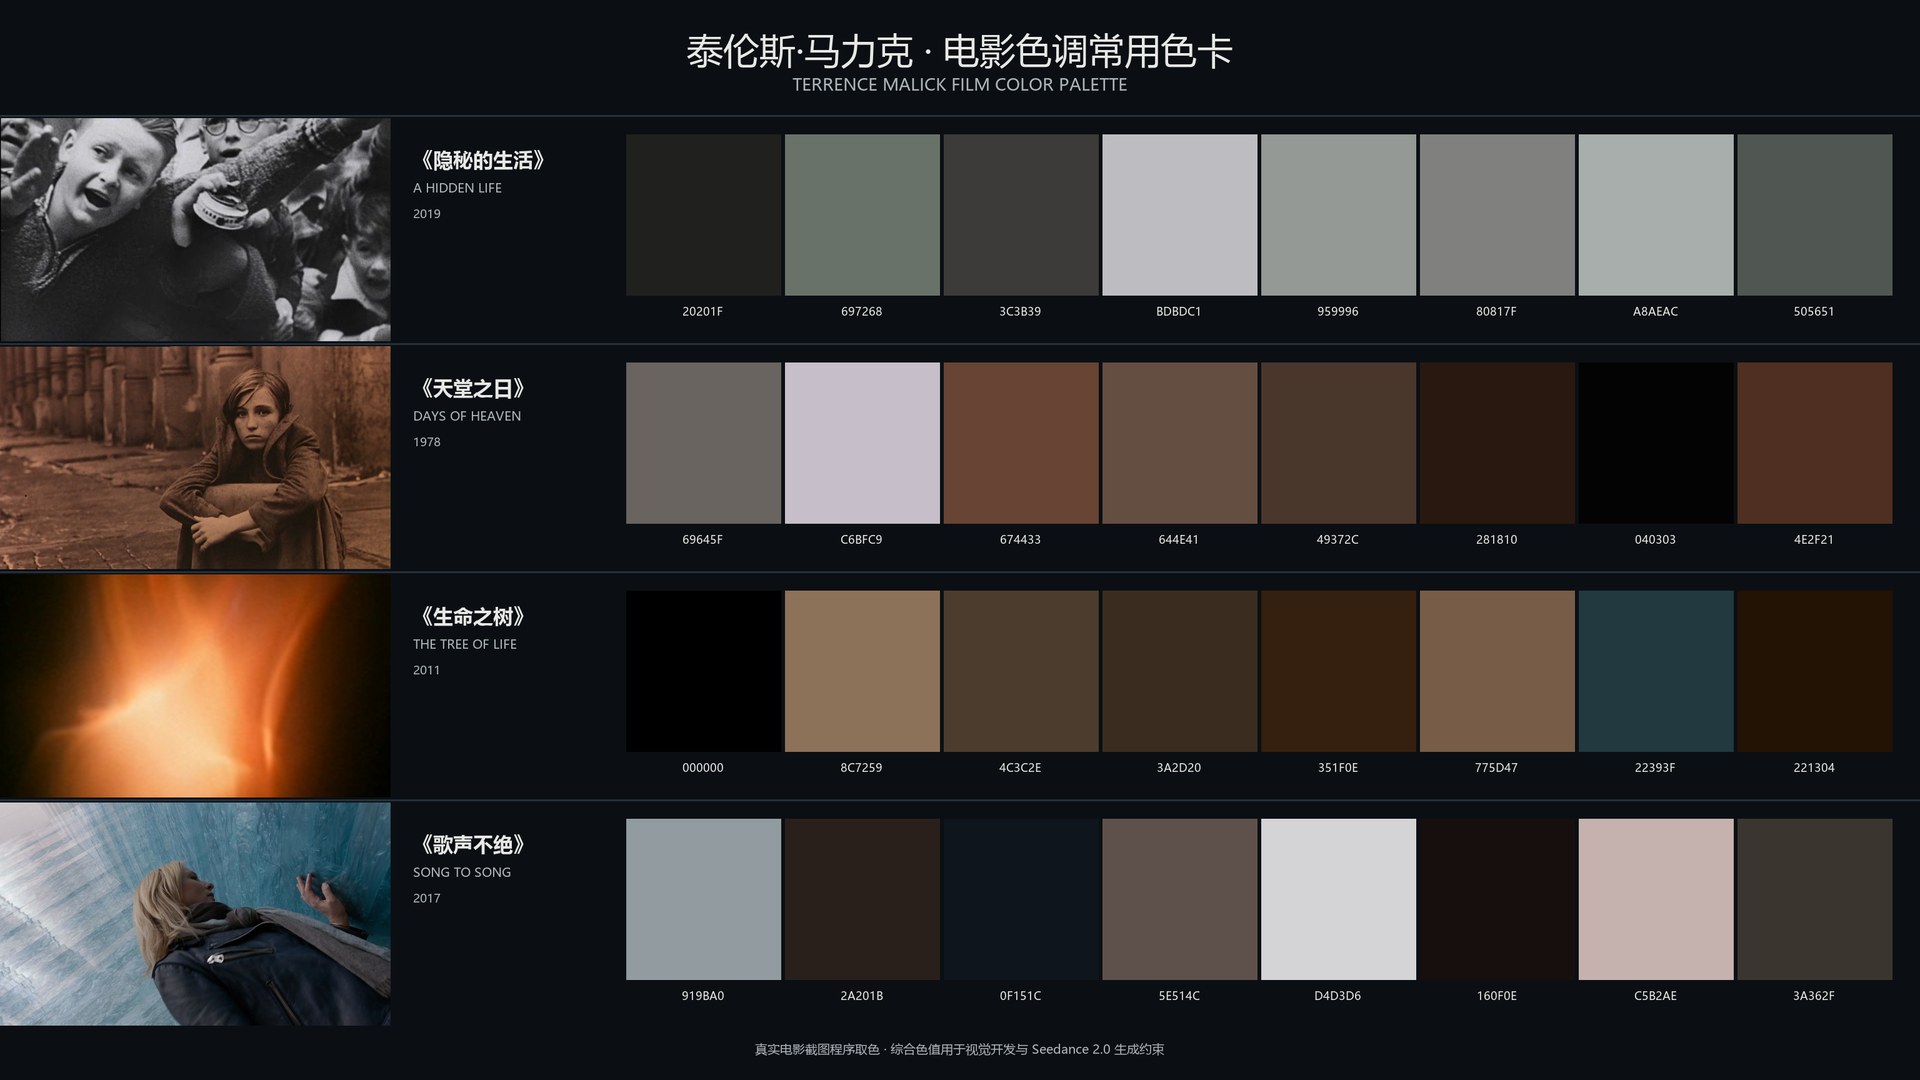 泰伦斯·马力克 · 电影色调常用色卡
TERRENCE MALICK FILM COLOR PALETTE
《隐秘的生活》
A HIDDEN LIFE
2019
20201F 697268 3C3B39 BDBDC1 959996 80817F A8AEAC 505651
《天堂之日》
DAYS OF HEAVEN
1978
69645F C6BFC9 674433 644E41 49372C 281810 040303 4E2F21
《生命之树》
THE TREE OF LIFE
2011
000000 8C7259 4C3C2E 3A2D20 351F0E 775D47 22393F 221304
《歌声不绝》
SONG TO SONG
2017
919BA0 2A201B 0F151C 5E514C D4D3D6 160F0E C5B2AE 3A362F
真实电影截图程序取色 · 综合色值用于视觉开发与 Seedance 2.0 生成约束